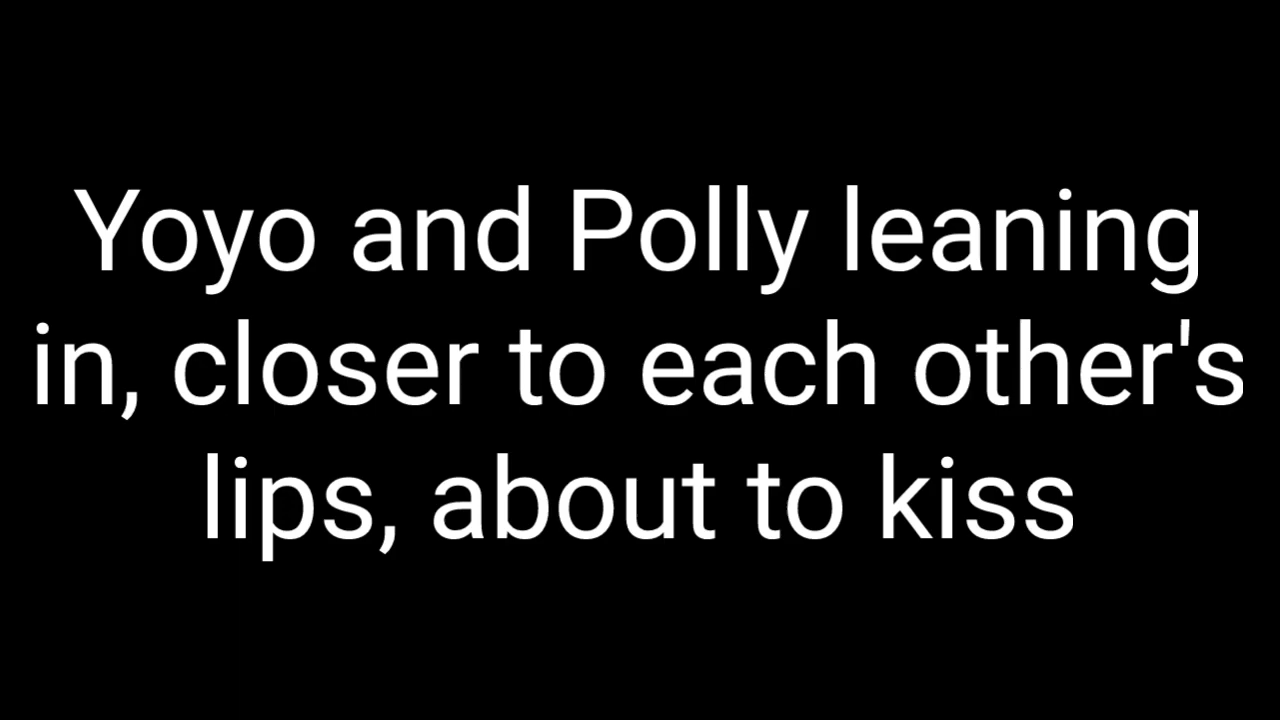 Yoyo and Polly leaning
in, closer to each other's
lips, about to kiss